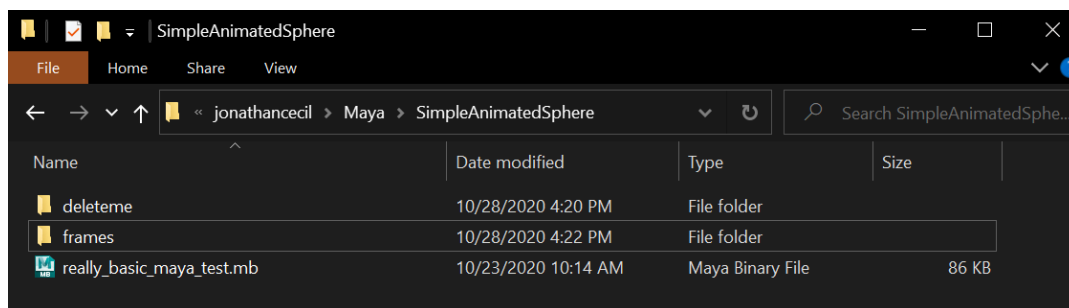 SimpleAnimatedSphere
File Home Share View
« jonathancecil > Maya > SimpleAnimatedSphere Search SimpleAnimatedSphe...
Name Date modified Type Size
deleteme 10/28/2020 4:20 PM File folder
frames 10/28/2020 4:22 PM File folder
really_basic_maya_test.mb 10/23/2020 10:14 AM Maya Binary File 86 KB